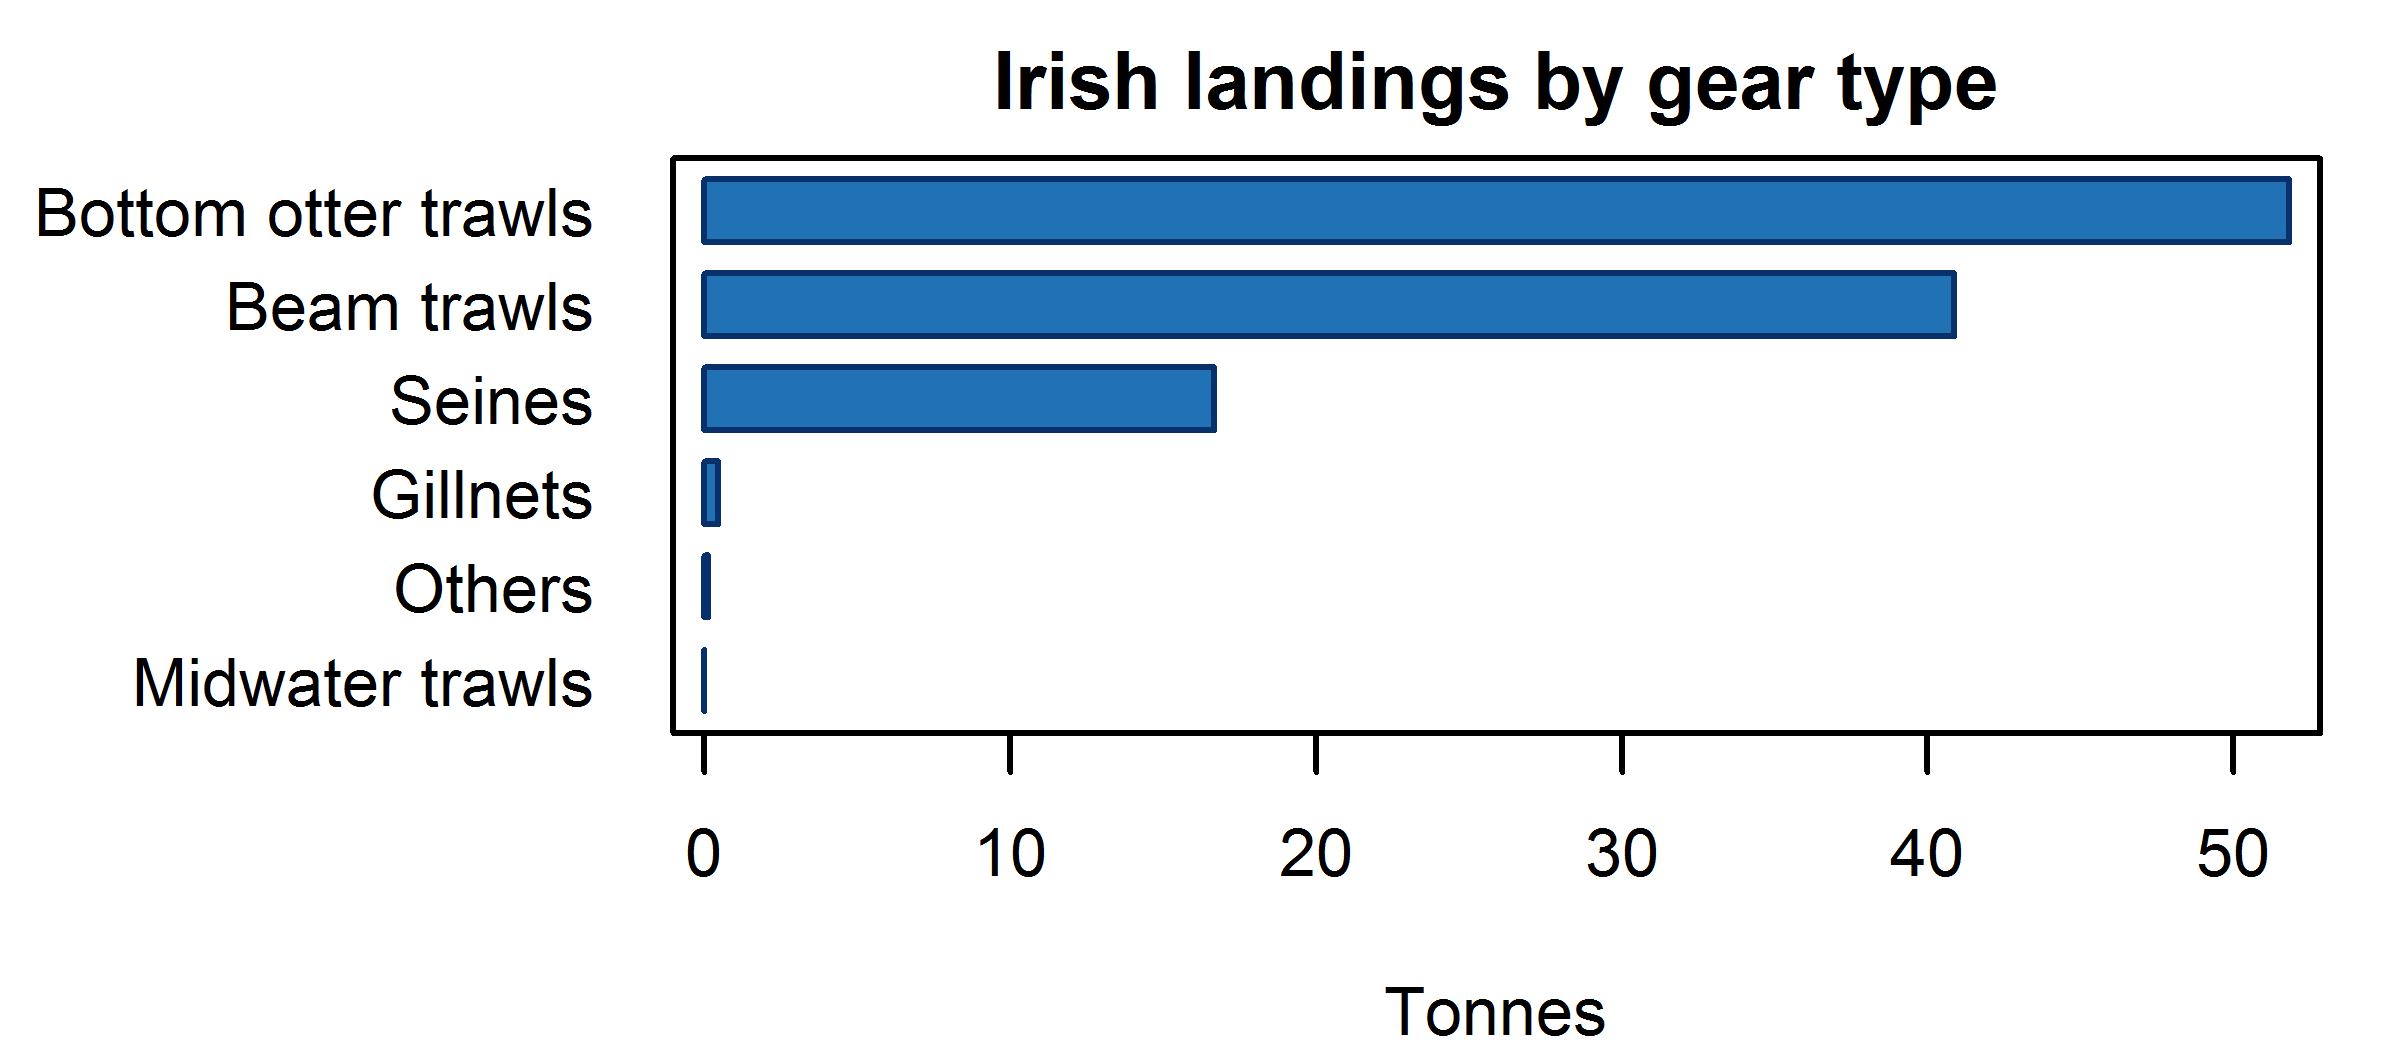 Irish landings by gear type
Bottom otter trawls
Beam trawls
Seines
Gillnets
Others
Midwater trawls
0 10 20 30 40 50
Tonnes